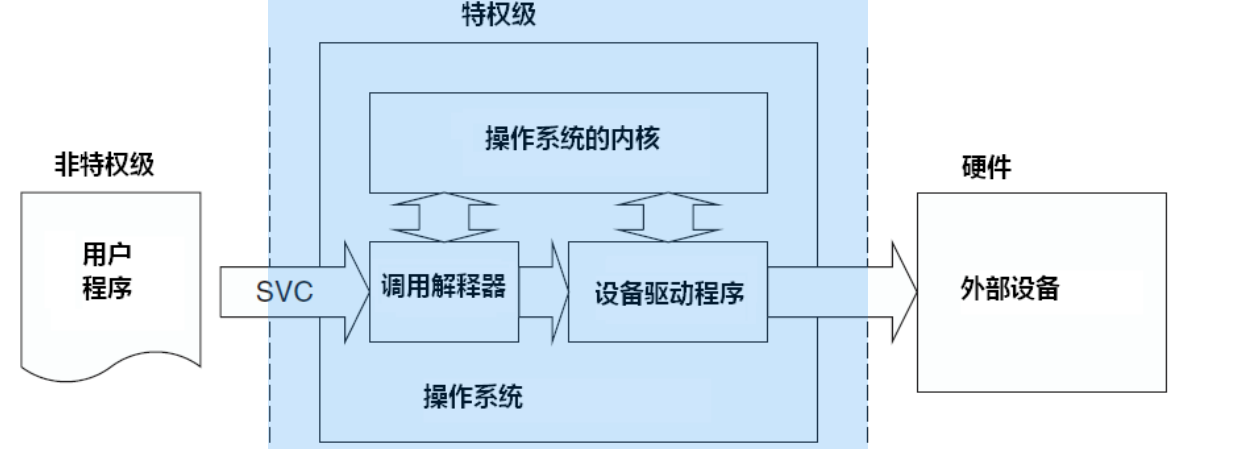 特权级
操作系统的内核
非特权级
硬件
用户
程序
SVC
调用解释器
设备驱动程序
外部设备
操作系统